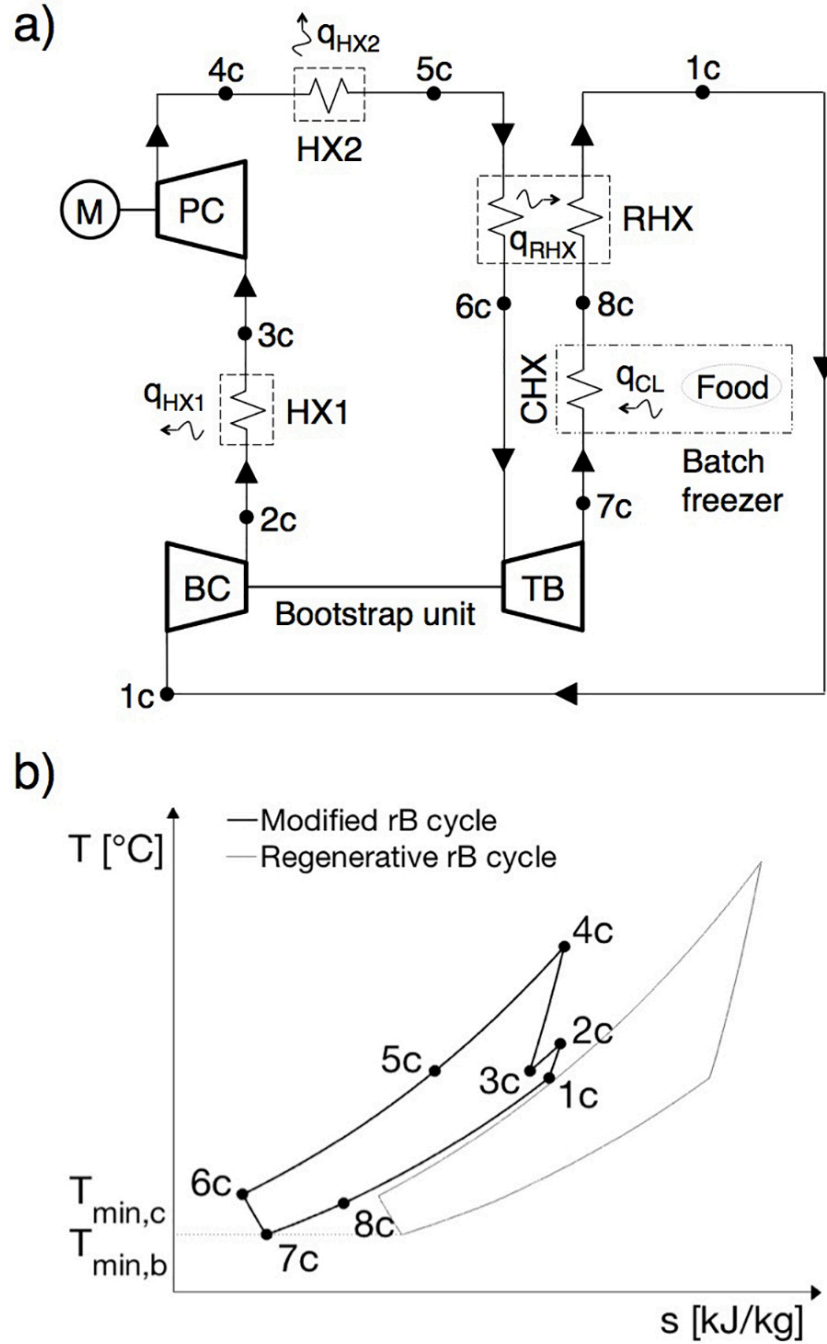 a)
qHX2
4c
5c
1c
HX2
M
PC
RHX
qRHX
6c
8c
3c
CHX
qCL
Food
qHX1
HX1
Batch
freezer
2c
7c
BC
TB
Bootstrap unit
1c
b)
T [°C]
Modified rB cycle
Regenerative rB cycle
4c
2c
5c
3c
1c
6c
Tmin,c
8c
Tmin,b
7c
s [kJ/kg]